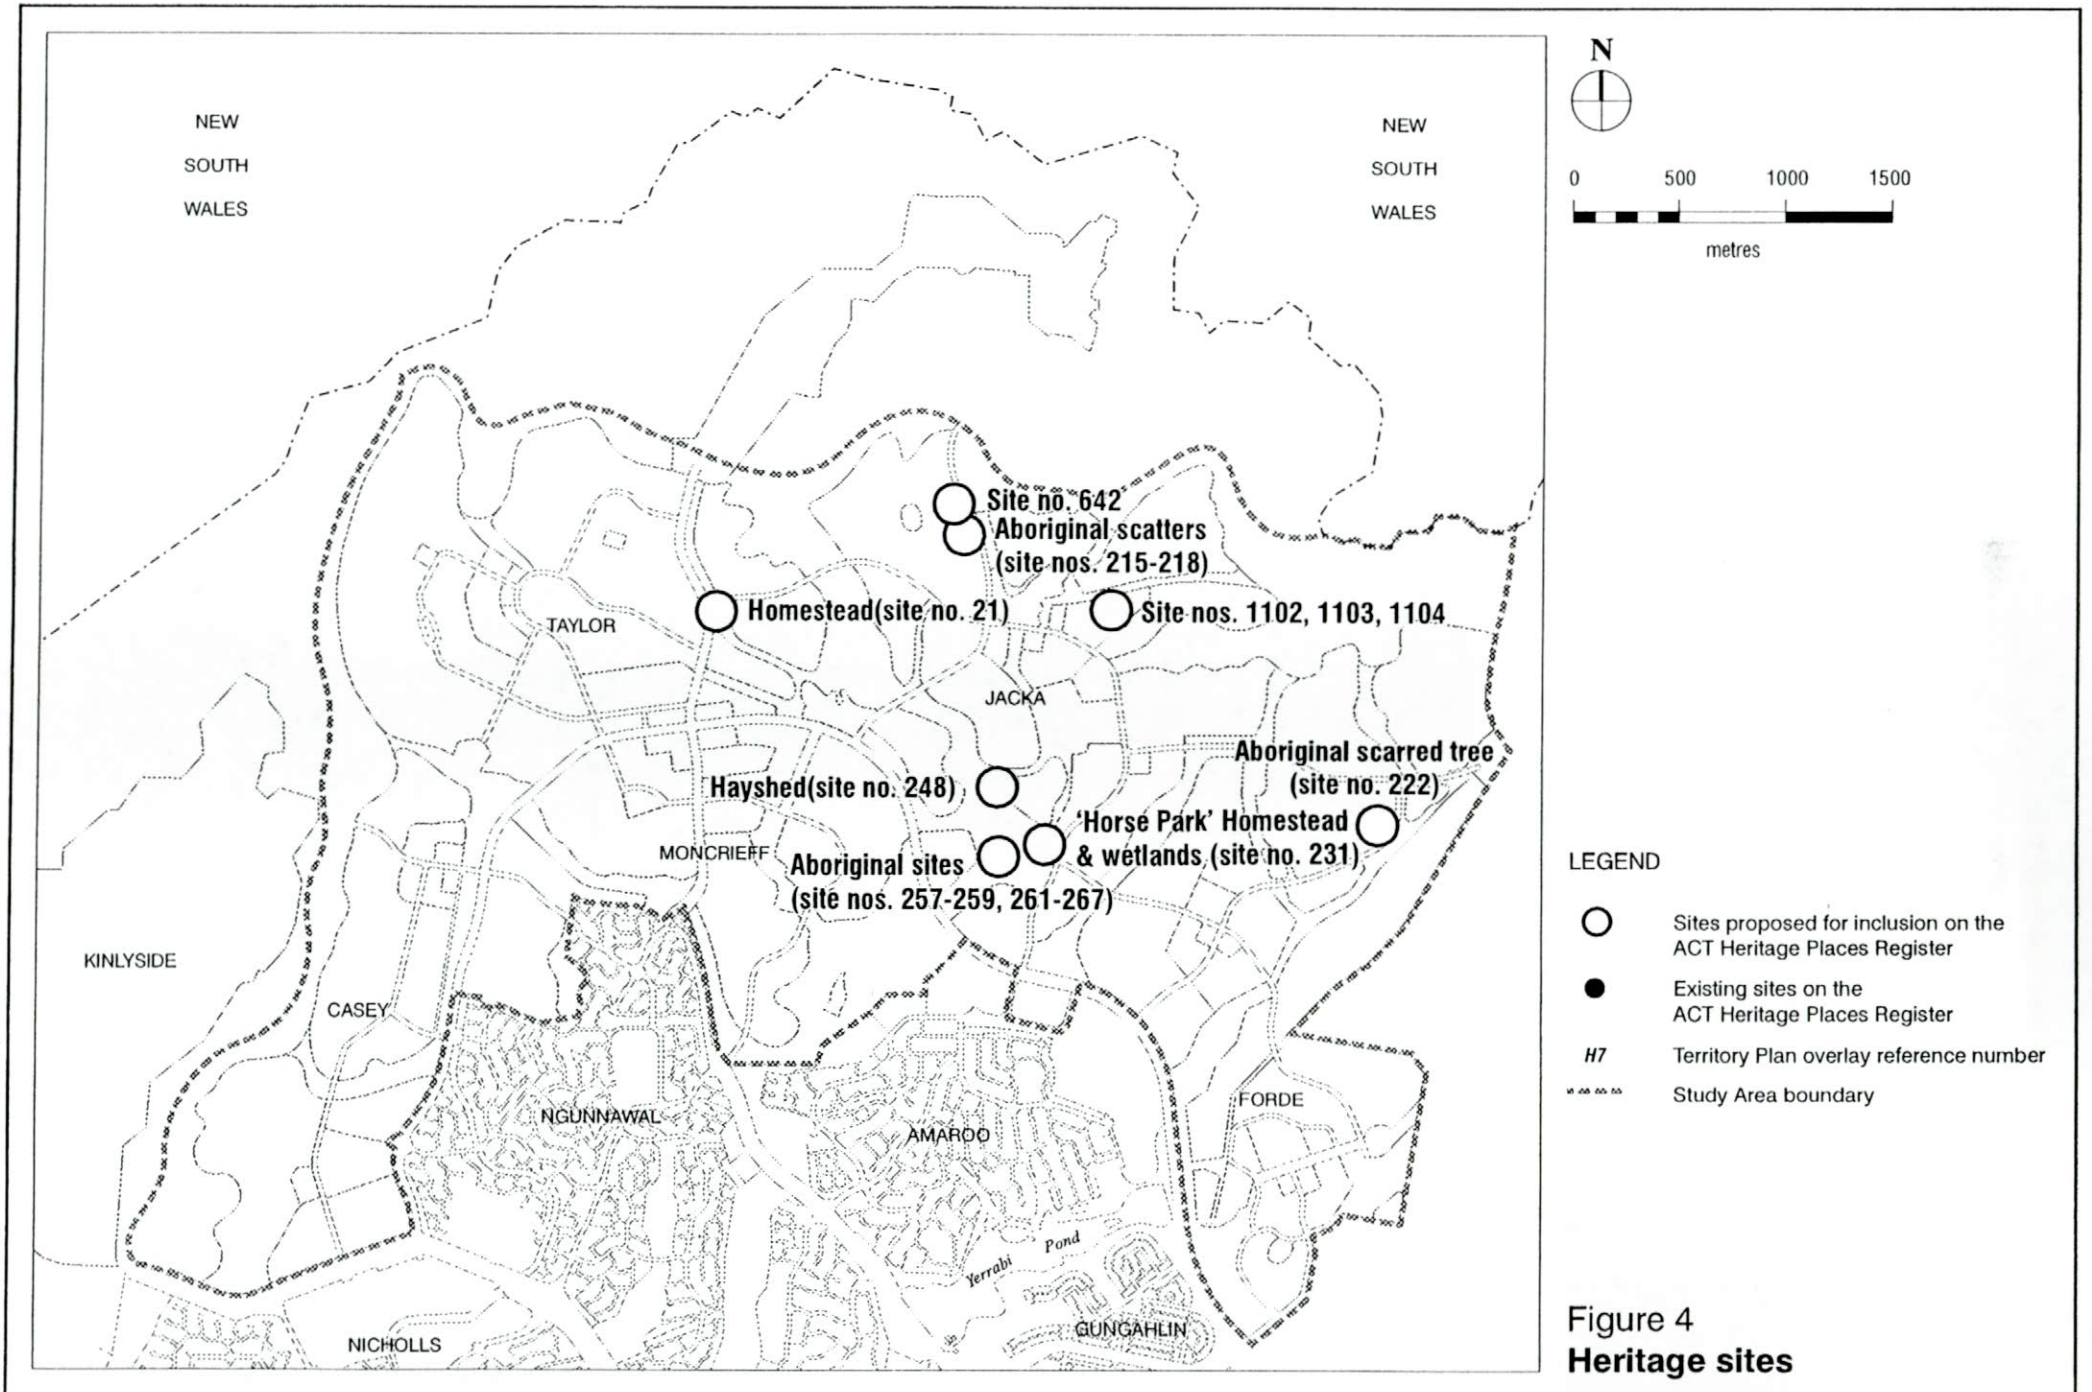 NEW
SOUTH
WALES
NEW
SOUTH
WALES
N
0 500 1000 1500
metres
Site no. 642
Aboriginal scatters
(site nos. 215-218)
Homestead(site no. 21)
Site nos. 1102, 1103, 1104
TAYLOR
JACKA
Aboriginal scarred tree
(site no. 222)
Hayshed(site no. 248)
'Horse Park' Homestead
& wetlands (site no. 231)
MONCRIEFF
Aboriginal sites
(site nos. 257-259, 261-267)
KINLYSIDE
CASEY
NGUNNAWAL
AMAROO
FORDE
Yerrabi Pond
GUNGAHLIN
NICHOLLS
LEGEND
Sites proposed for inclusion on the
ACT Heritage Places Register
Existing sites on the
ACT Heritage Places Register
H7 Territory Plan overlay reference number
Study Area boundary
Figure 4
Heritage sites